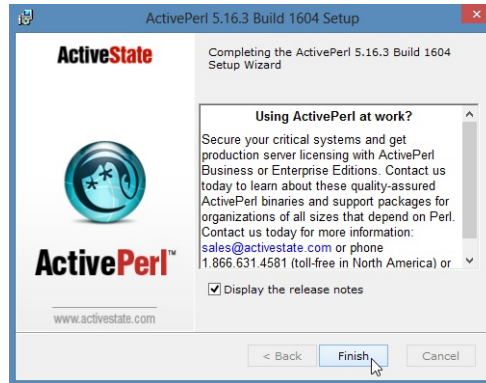 ActivePerl 5.16.3 Build 1604 Setup
ActiveState
Completing the ActivePerl 5.16.3 Build 1604
Setup Wizard
Using ActivePerl at work?
Secure your critical systems and get
production server licensing with ActivePerl
Business or Enterprise Editions. Contact us
today to learn about these quality-assured
ActivePerl binaries and support packages for
organizations of all sizes that depend on Perl.
Contact us today for more information:
sales@activestate.com or phone
1.866.631.4581 (toll-free in North America) or
ActivePerl™
Display the release notes
www.activestate.com
< Back
Finish
Cancel